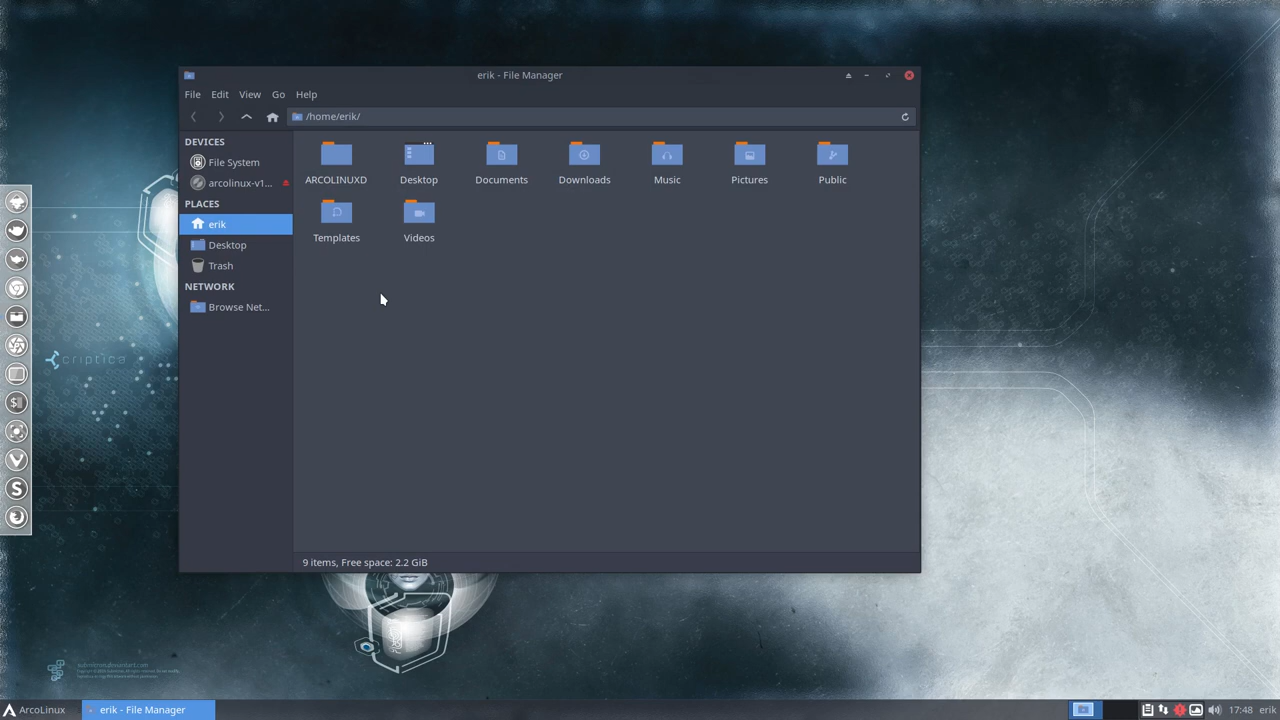 erik - File Manager
File Edit View Go Help
/home/erik/
DEVICES
File System
arcolinux-v1...
PLACES
erik
Desktop
Trash
NETWORK
Browse Net...
ARCOLINUXD Desktop Documents Downloads Music Pictures Public
Templates Videos
9 items, Free space: 2.2 GiB
criptica
ArcoLinux erik - File Manager 17:48 erik